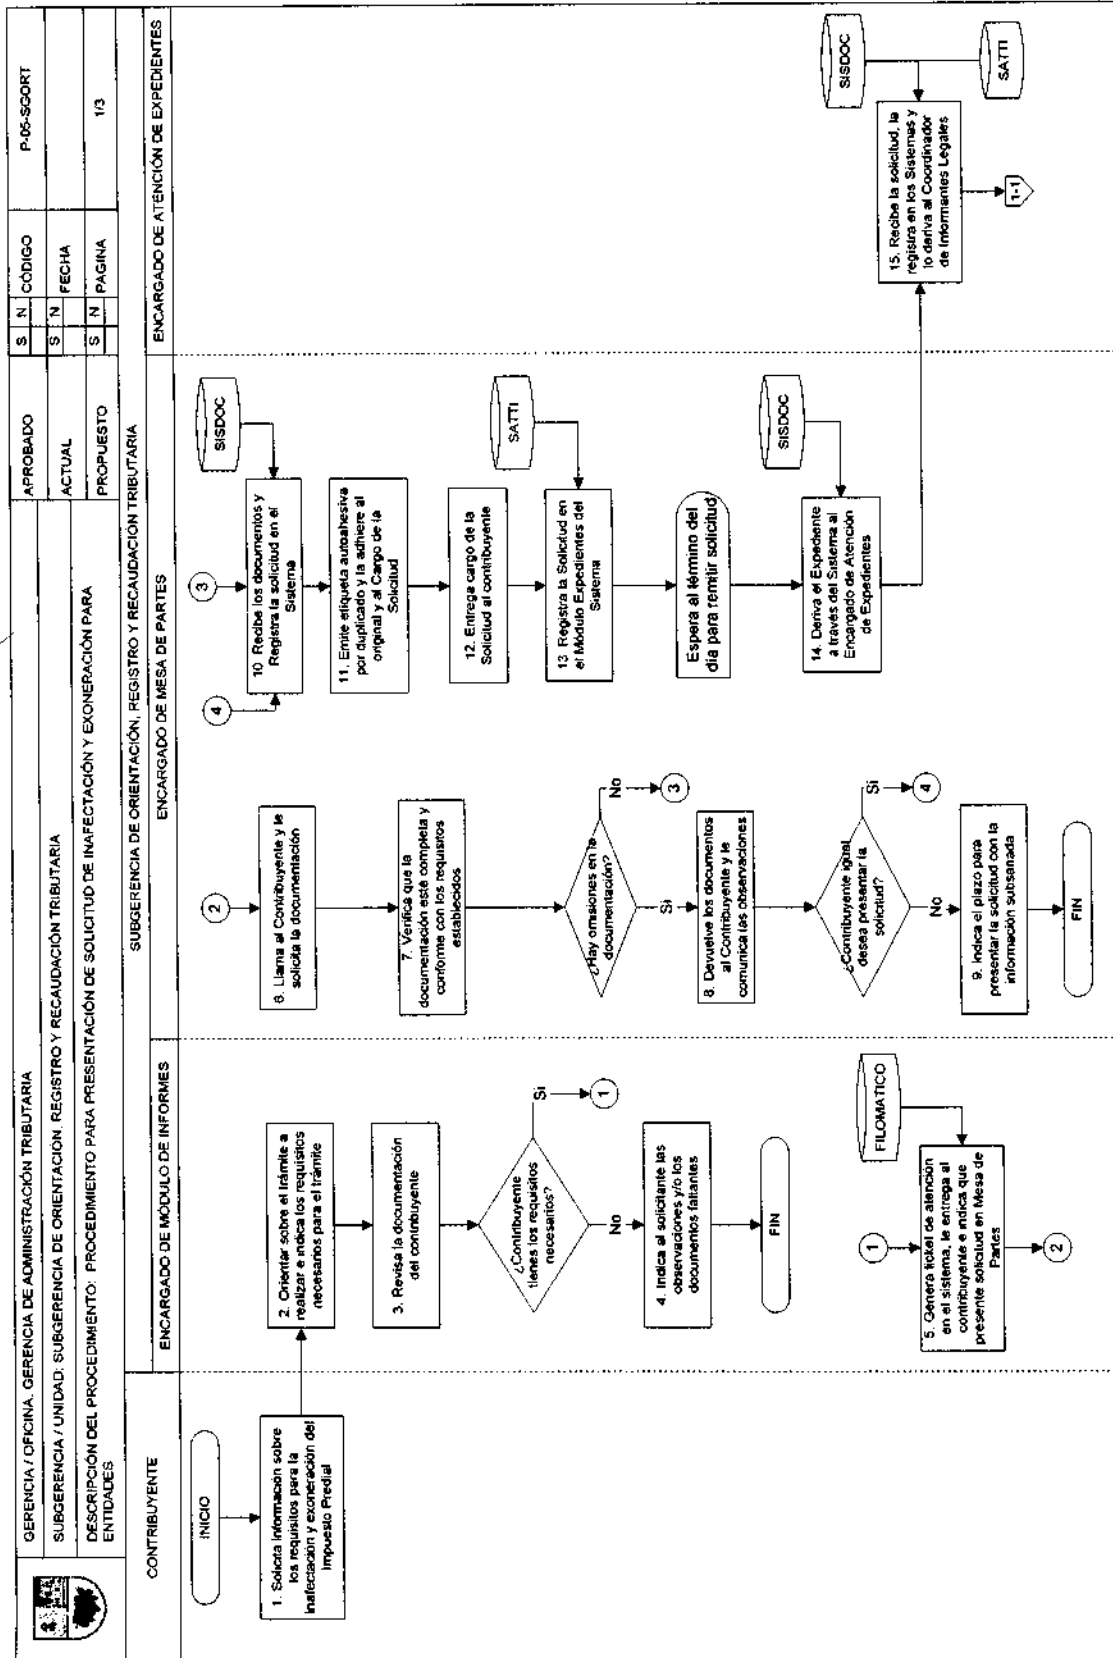 GERENCIA / OFICINA. GERENCIA DE ADMINISTRACIÓN TRIBUTARIA
APROBADO
S N
CÓDIGO
P-05-SGORT
SUBGERENCIA / UNIDAD: SUBGERENCIA DE ORIENTACIÓN, REGISTRO Y RECAUDACIÓN TRIBUTARIA
ACTUAL
S N
FECHA
DESCRIPCIÓN DEL PROCEDIMIENTO: PROCEDIMIENTO PARA PRESENTACIÓN DE SOLICITUD DE INAFECTACIÓN Y EXONERACIÓN PARA
ENTIDADES
PROPUESTO
S N
PAGINA
1/3
SUBGERENCIA DE ORIENTACIÓN, REGISTRO Y RECAUDACIÓN TRIBUTARIA
CONTRIBUYENTE
ENCARGADO DE MÓDULO DE INFORMES
ENCARGADO DE MESA DE PARTES
ENCARGADO DE ATENCIÓN DE EXPEDIENTES
INICIO
1. Solicita Información sobre
los requisitos para la
Inafectación y exoneración del
Impuesto Predial
2. Orientar sobre el trámite a
realizar e indica los requisitos
necesarios para el trámite
3. Revisa la documentación
del contribuyente
¿Contribuyente
tienes los requisitos
necesarios?
Si
1
No
4. Indica al solicitante las
observaciones y/o los
documentos faltantes
FIN
FILOMATICO
1
5. Genera ticket de atención
en el sistema, le entrega al
contribuyente e indica que
presente solicitud en Mesa de
Partes
2
2
6. Llama al Contribuyente y le
solicita la documentación
7. Verifica que la
documentación esté completa y
conforme con los requisitos
establecidos
¿Hay omisiones en la
documentación?
No
3
Si
8. Devuelve los documentos
al Contribuyente y le
comunica las observaciones
¿Contribuyente igual
desea presentar la
solicitud?
Si
4
No
9. Indica el plazo para
presentar la solicitud con la
información subsanada
FIN
3
SISDOC
4
10 Recibe los documentos y
Registra la solicitud en el
Sistema
11. Emite etiqueta autoahesiva
por duplicado y la adhiere al
original y al Cargo de la
Solicitud
12. Entrega cargo de la
Solicitud al contribuyente
SATTI
13. Registra la Solicitud en
el Módulo Expedientes del
Sistema
Espera al término del
día para remitir solicitud
SISDOC
14. Deriva el Expediente
a través del Sistema al
Encargado de Atención
de Expedientes
SISDOC
SATTI
15. Recibe la solicitud, la
registra en los Sistemas y
lo deriva al Coordinador
de Informantes Legales
1-1